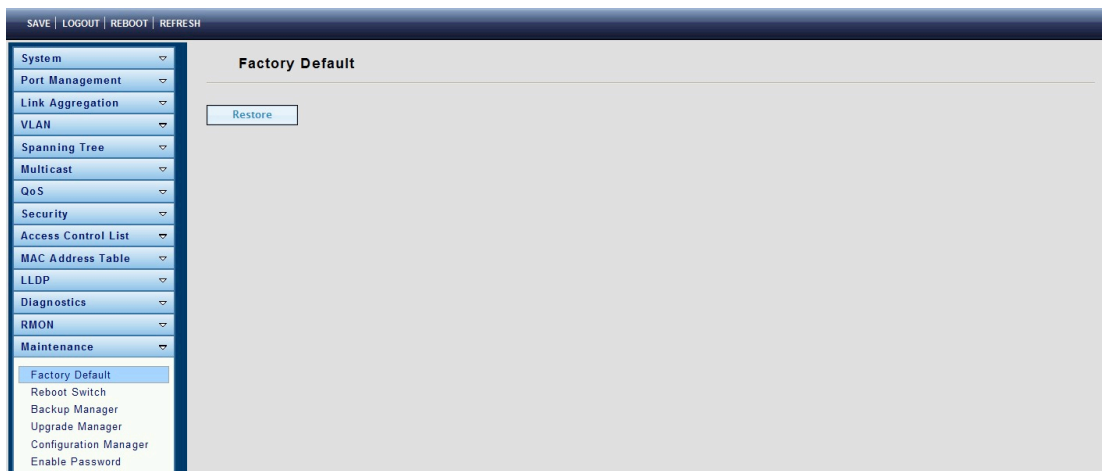 SAVE | LOGOUT | REBOOT | REFRESH
System
Port Management
Link Aggregation
VLAN
Spanning Tree
Multicast
QoS
Security
Access Control List
MAC Address Table
LLDP
Diagnostics
RMON
Maintenance
Factory Default
Reboot Switch
Backup Manager
Upgrade Manager
Configuration Manager
Enable Password
Factory Default
Restore